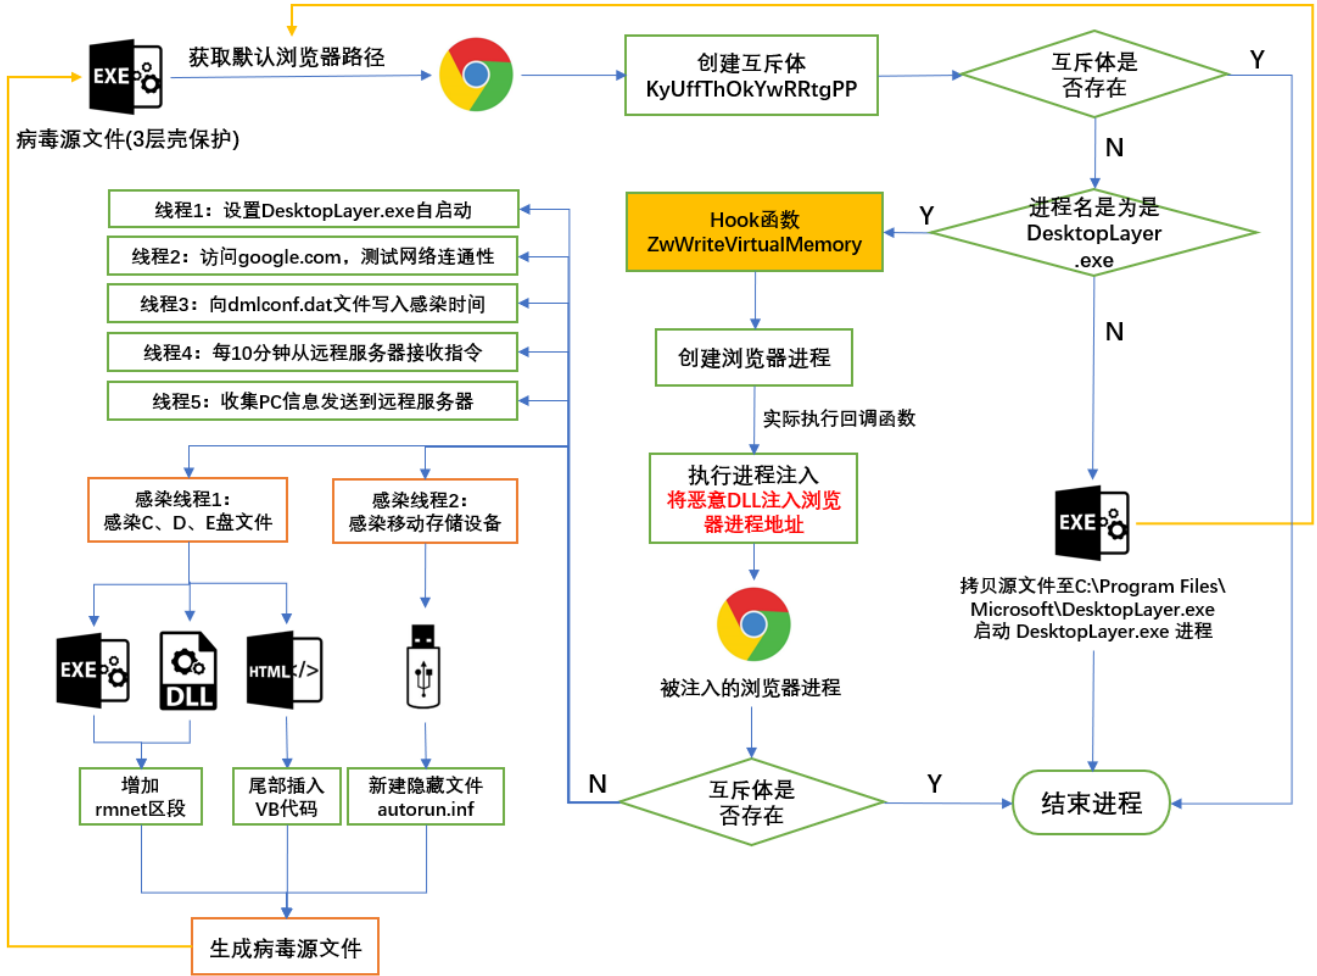 EXE
病毒源文件(3层壳保护)
获取默认浏览器路径
创建互斥体
KyUffThOkYwRRtgPP
互斥体是
否存在
Y
N
进程名是为是
DesktopLayer
.exe
Y
N
Hook函数
ZwWriteVirtualMemory
创建浏览器进程
实际执行回调函数
执行进程注入
将恶意DLL注入浏览
器进程地址
被注入的浏览器进程
互斥体是
否存在
N
Y
EXE
拷贝源文件至C:\Program Files\
Microsoft\DesktopLayer.exe
启动 DesktopLayer.exe 进程
结束进程
线程1：设置DesktopLayer.exe自启动
线程2：访问google.com，测试网络连通性
线程3：向dmlconf.dat文件写入感染时间
线程4：每10分钟从远程服务器接收指令
线程5：收集PC信息发送到远程服务器
感染线程1：
感染C、D、E盘文件
感染线程2：
感染移动存储设备
EXE
DLL
HTML</>
增加
rmnet区段
尾部插入
VB代码
新建隐藏文件
autorun.inf
生成病毒源文件